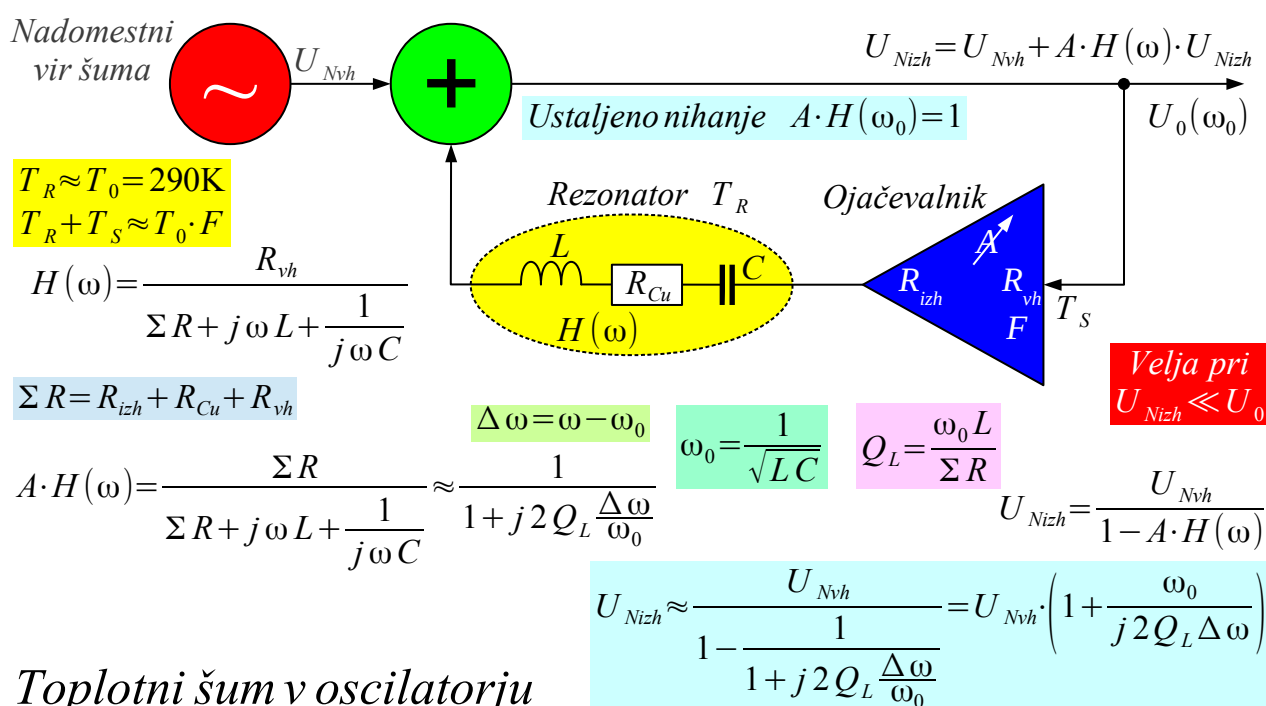 Nadomestni
vir šuma
~
U_Nvh
+
U_Nizh = U_Nvh + A·H(ω)·U_Nizh
Ustaljeno nihanje A·H(ω_0)=1
U_0(ω_0)
T_R ≈ T_0 = 290K
T_R + T_S ≈ T_0·F
Rezonator T_R
Ojačevalnik
L
R_Cu
C
H(ω)
A
R_izh
R_vh
F
T_S
H(ω) = R_vh / (ΣR + jωL + 1/(jωC))
Velja pri
U_Nizh ≪ U_0
ΣR = R_izh + R_Cu + R_vh
Δω = ω − ω_0
ω_0 = 1/√(LC)
Q_L = ω_0 L / ΣR
A·H(ω) = ΣR / (ΣR + jωL + 1/(jωC)) ≈ 1 / (1 + j2Q_L Δω/ω_0)
U_Nizh = U_Nvh / (1 − A·H(ω))
U_Nizh ≈ U_Nvh / (1 − 1/(1 + j2Q_L Δω/ω_0)) = U_Nvh·(1 + ω_0/(j2Q_L Δω))
Toplotni šum v oscilatorju